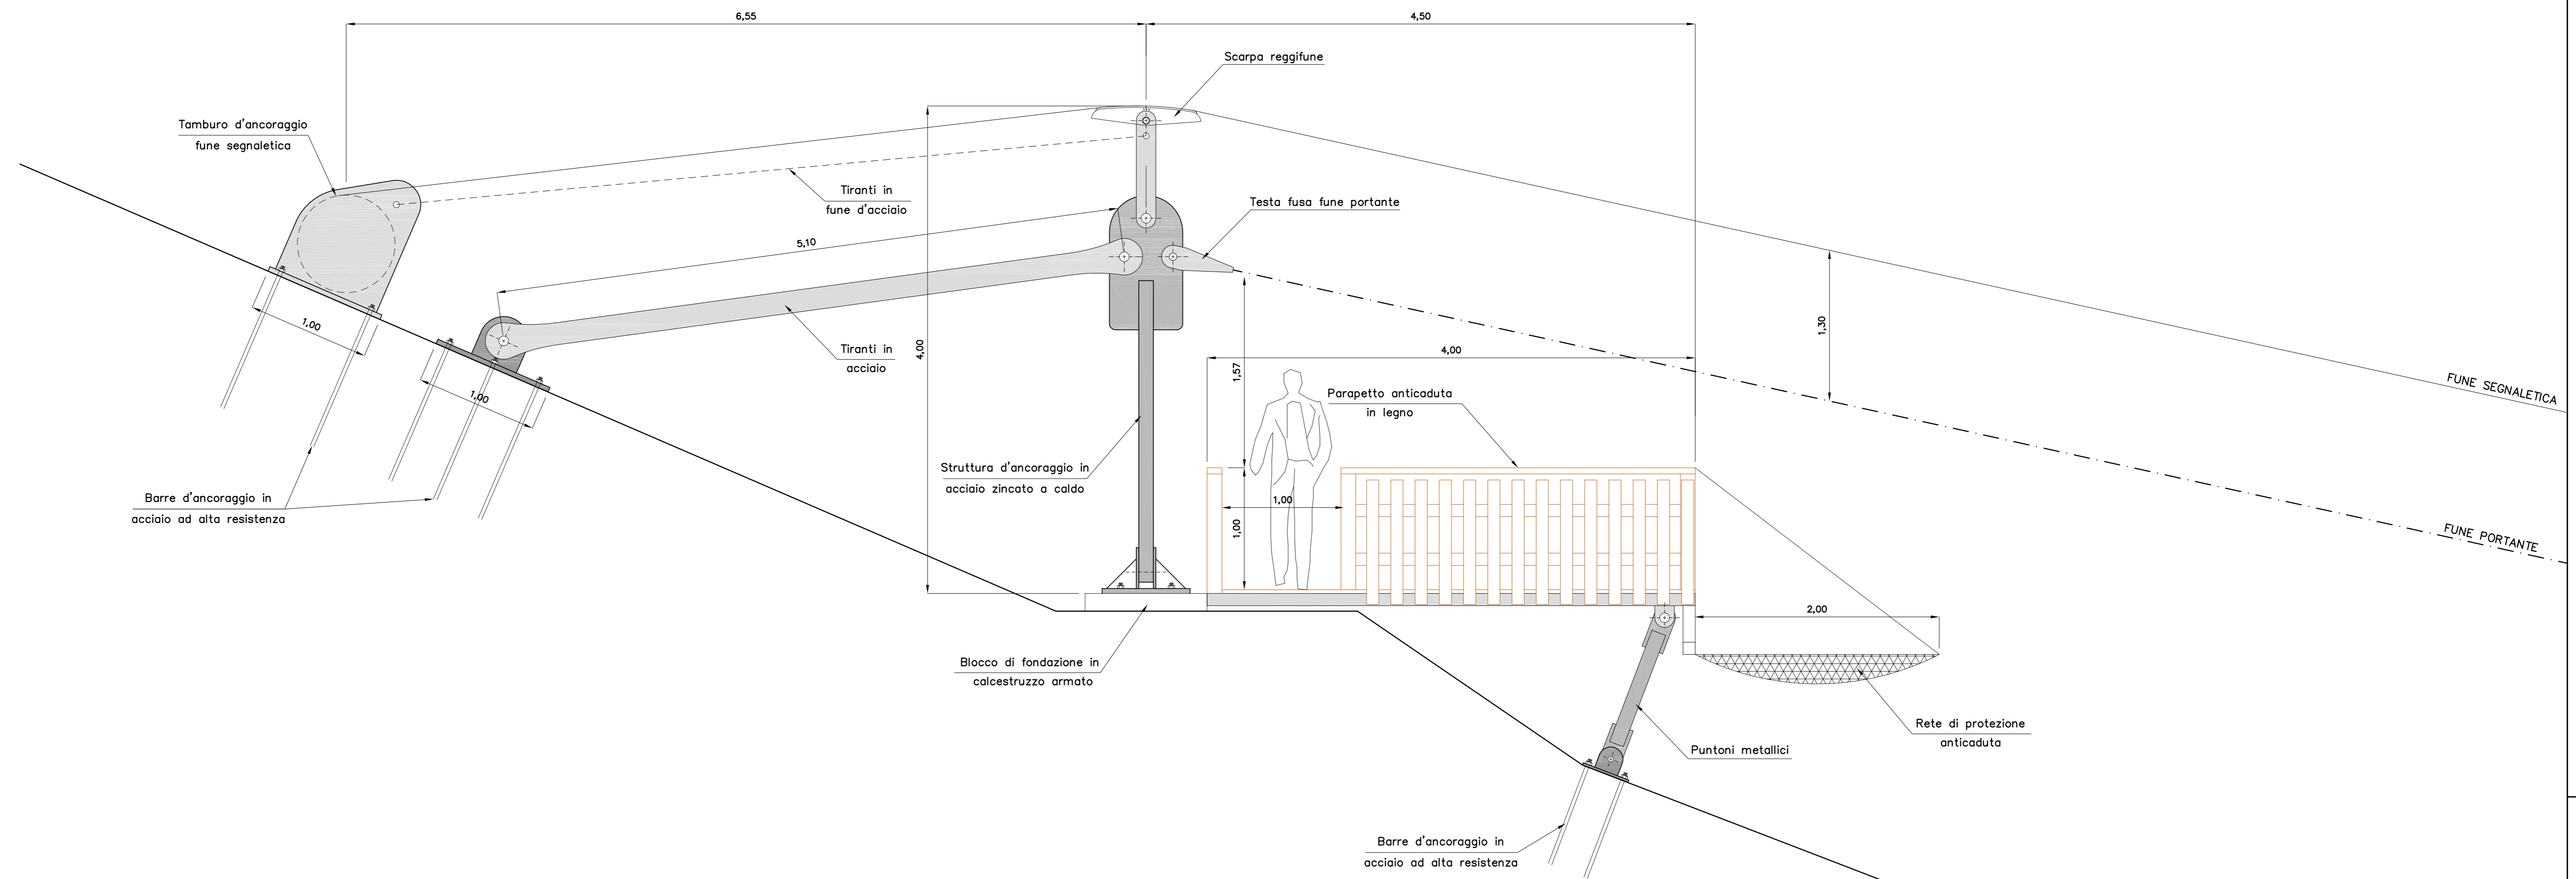 6,55
4,50
Scarpa reggifune
Tamburo d'ancoraggio
fune segnaletica
Tiranti in
fune d'acciaio
Testa fusa fune portante
5,10
1,00
1,30
4,00
Tiranti in
acciaio
4,00
1,57
1,00
FUNE SEGNALETICA
Parapetto anticaduta
in legno
Struttura d'ancoraggio in
acciaio zincato a caldo
1,00
1,00
Barre d'ancoraggio in
acciaio ad alta resistenza
FUNE PORTANTE
2,00
Blocco di fondazione in
calcestruzzo armato
Rete di protezione
anticaduta
Puntoni metallici
Barre d'ancoraggio in
acciaio ad alta resistenza